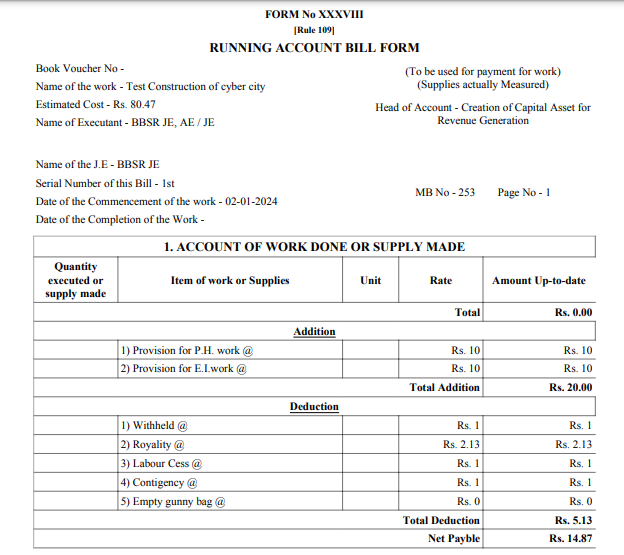 FORM No XXXVIII
[Rule 109]
RUNNING ACCOUNT BILL FORM
Book Voucher No -
Name of the work - Test Construction of cyber city
Estimated Cost - Rs. 80.47
Name of Executant - BBSR JE, AE / JE
(To be used for payment for work)
(Supplies actually Measured)
Head of Account - Creation of Capital Asset for
Revenue Generation
Name of the J.E - BBSR JE
Serial Number of this Bill - 1st
Date of the Commencement of the work - 02-01-2024
Date of the Completion of the Work -
MB No - 253 Page No - 1
1. ACCOUNT OF WORK DONE OR SUPPLY MADE
Quantity
executed or
supply made
Item of work or Supplies
Unit
Rate
Amount Up-to-date
Total Rs. 0.00
Addition
1) Provision for P.H. work @ Rs. 10 Rs. 10
2) Provision for E.I.work @ Rs. 10 Rs. 10
Total Addition Rs. 20.00
Deduction
1) Withheld @ Rs. 1 Rs. 1
2) Royality @ Rs. 2.13 Rs. 2.13
3) Labour Cess @ Rs. 1 Rs. 1
4) Contigency @ Rs. 1 Rs. 1
5) Empty gunny bag @ Rs. 0 Rs. 0
Total Deduction Rs. 5.13
Net Payble Rs. 14.87